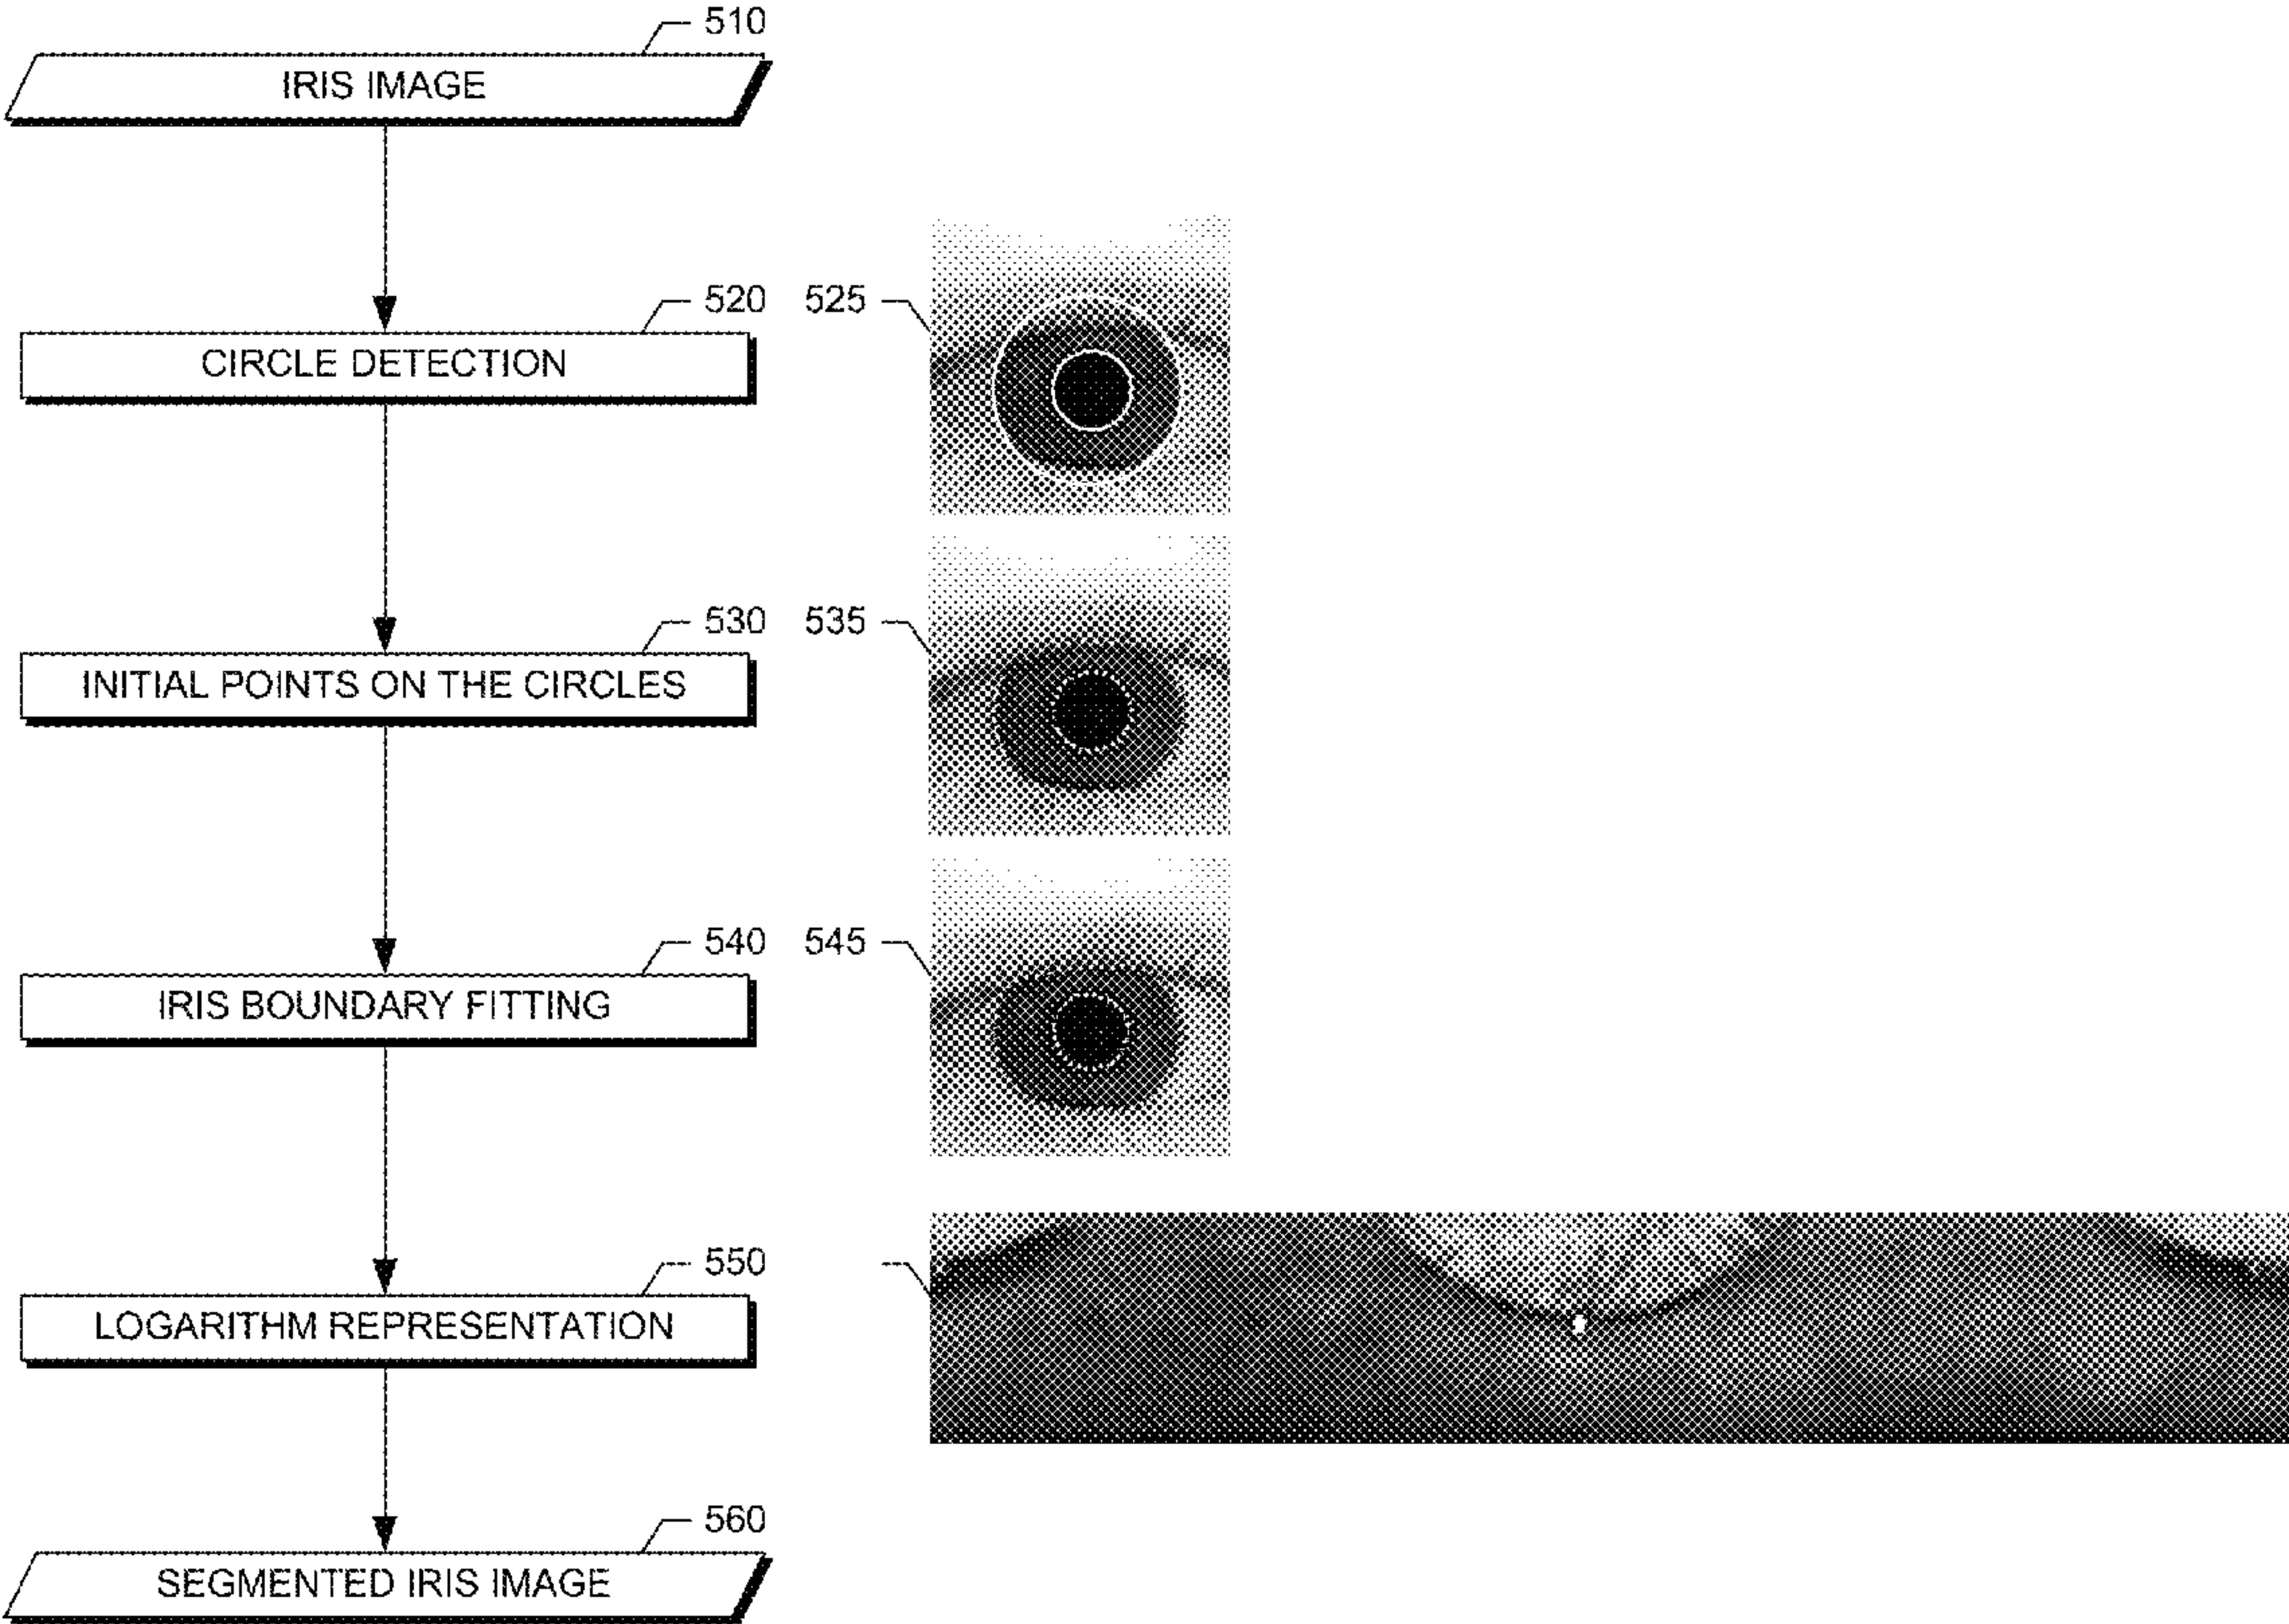 510
IRIS IMAGE
520 525
CIRCLE DETECTION
530 535
INITIAL POINTS ON THE CIRCLES
540 545
IRIS BOUNDARY FITTING
550
LOGARITHM REPRESENTATION
560
SEGMENTED IRIS IMAGE